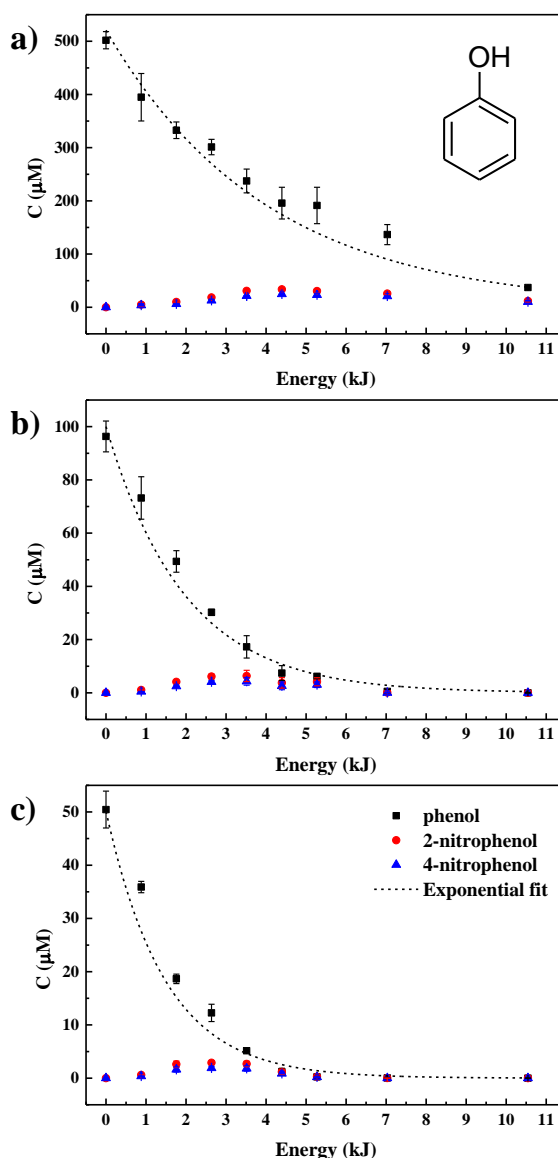 a)
OH
500
400
300
200
100
0
C (μM)
0 1 2 3 4 5 6 7 8 9 10 11
Energy (kJ)
b)
100
80
60
40
20
0
C (μM)
0 1 2 3 4 5 6 7 8 9 10 11
Energy (kJ)
c)
50
40
30
20
10
0
C (μM)
phenol
2-nitrophenol
4-nitrophenol
Exponential fit
0 1 2 3 4 5 6 7 8 9 10 11
Energy (kJ)